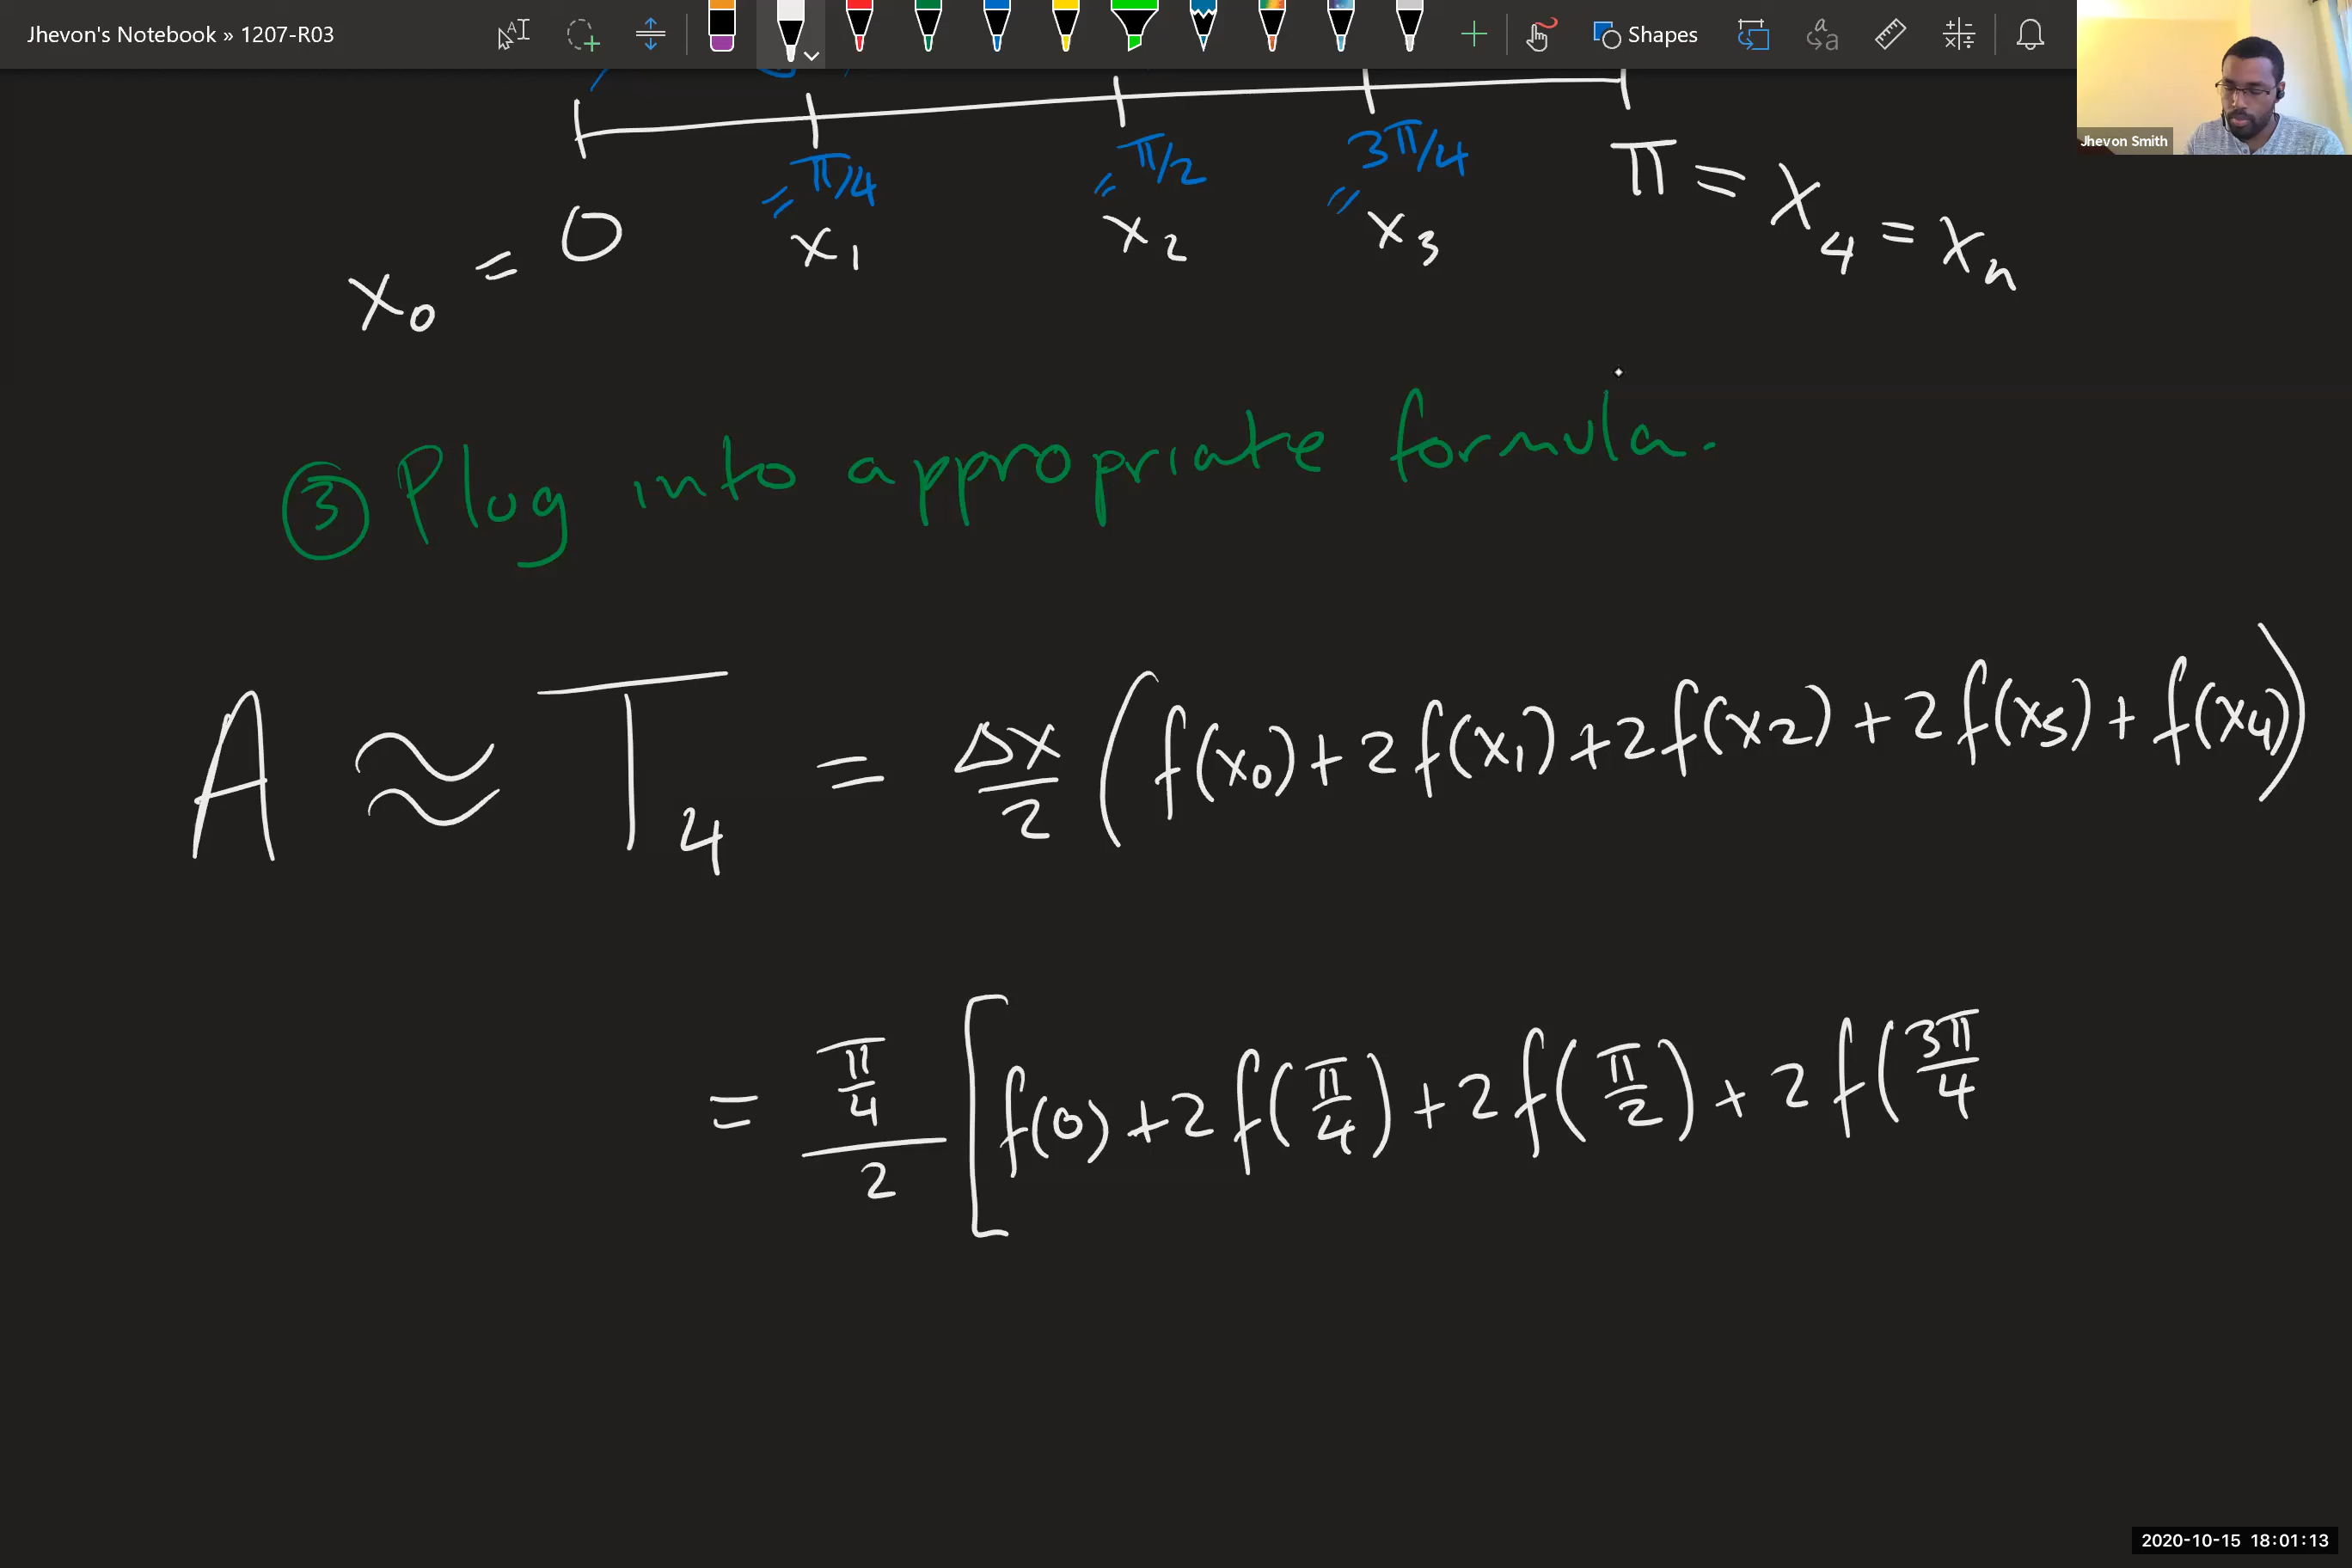 Jhevon's Notebook » 1207-R03
Shapes
Jhevon Smith
= π/4 = π/2 = 3π/4
x₀ = 0 x₁ x₂ x₃ π = x₄ = xₙ
③ Plug into appropriate formula.
A ≈ T₄ = Δx/2 (f(x₀) + 2f(x₁) + 2f(x₂) + 2f(x₃) + f(x₄))
= π/4/2 [f(0) + 2f(π/4) + 2f(π/2) + 2f(3π/4
2020-10-15 18:01:13